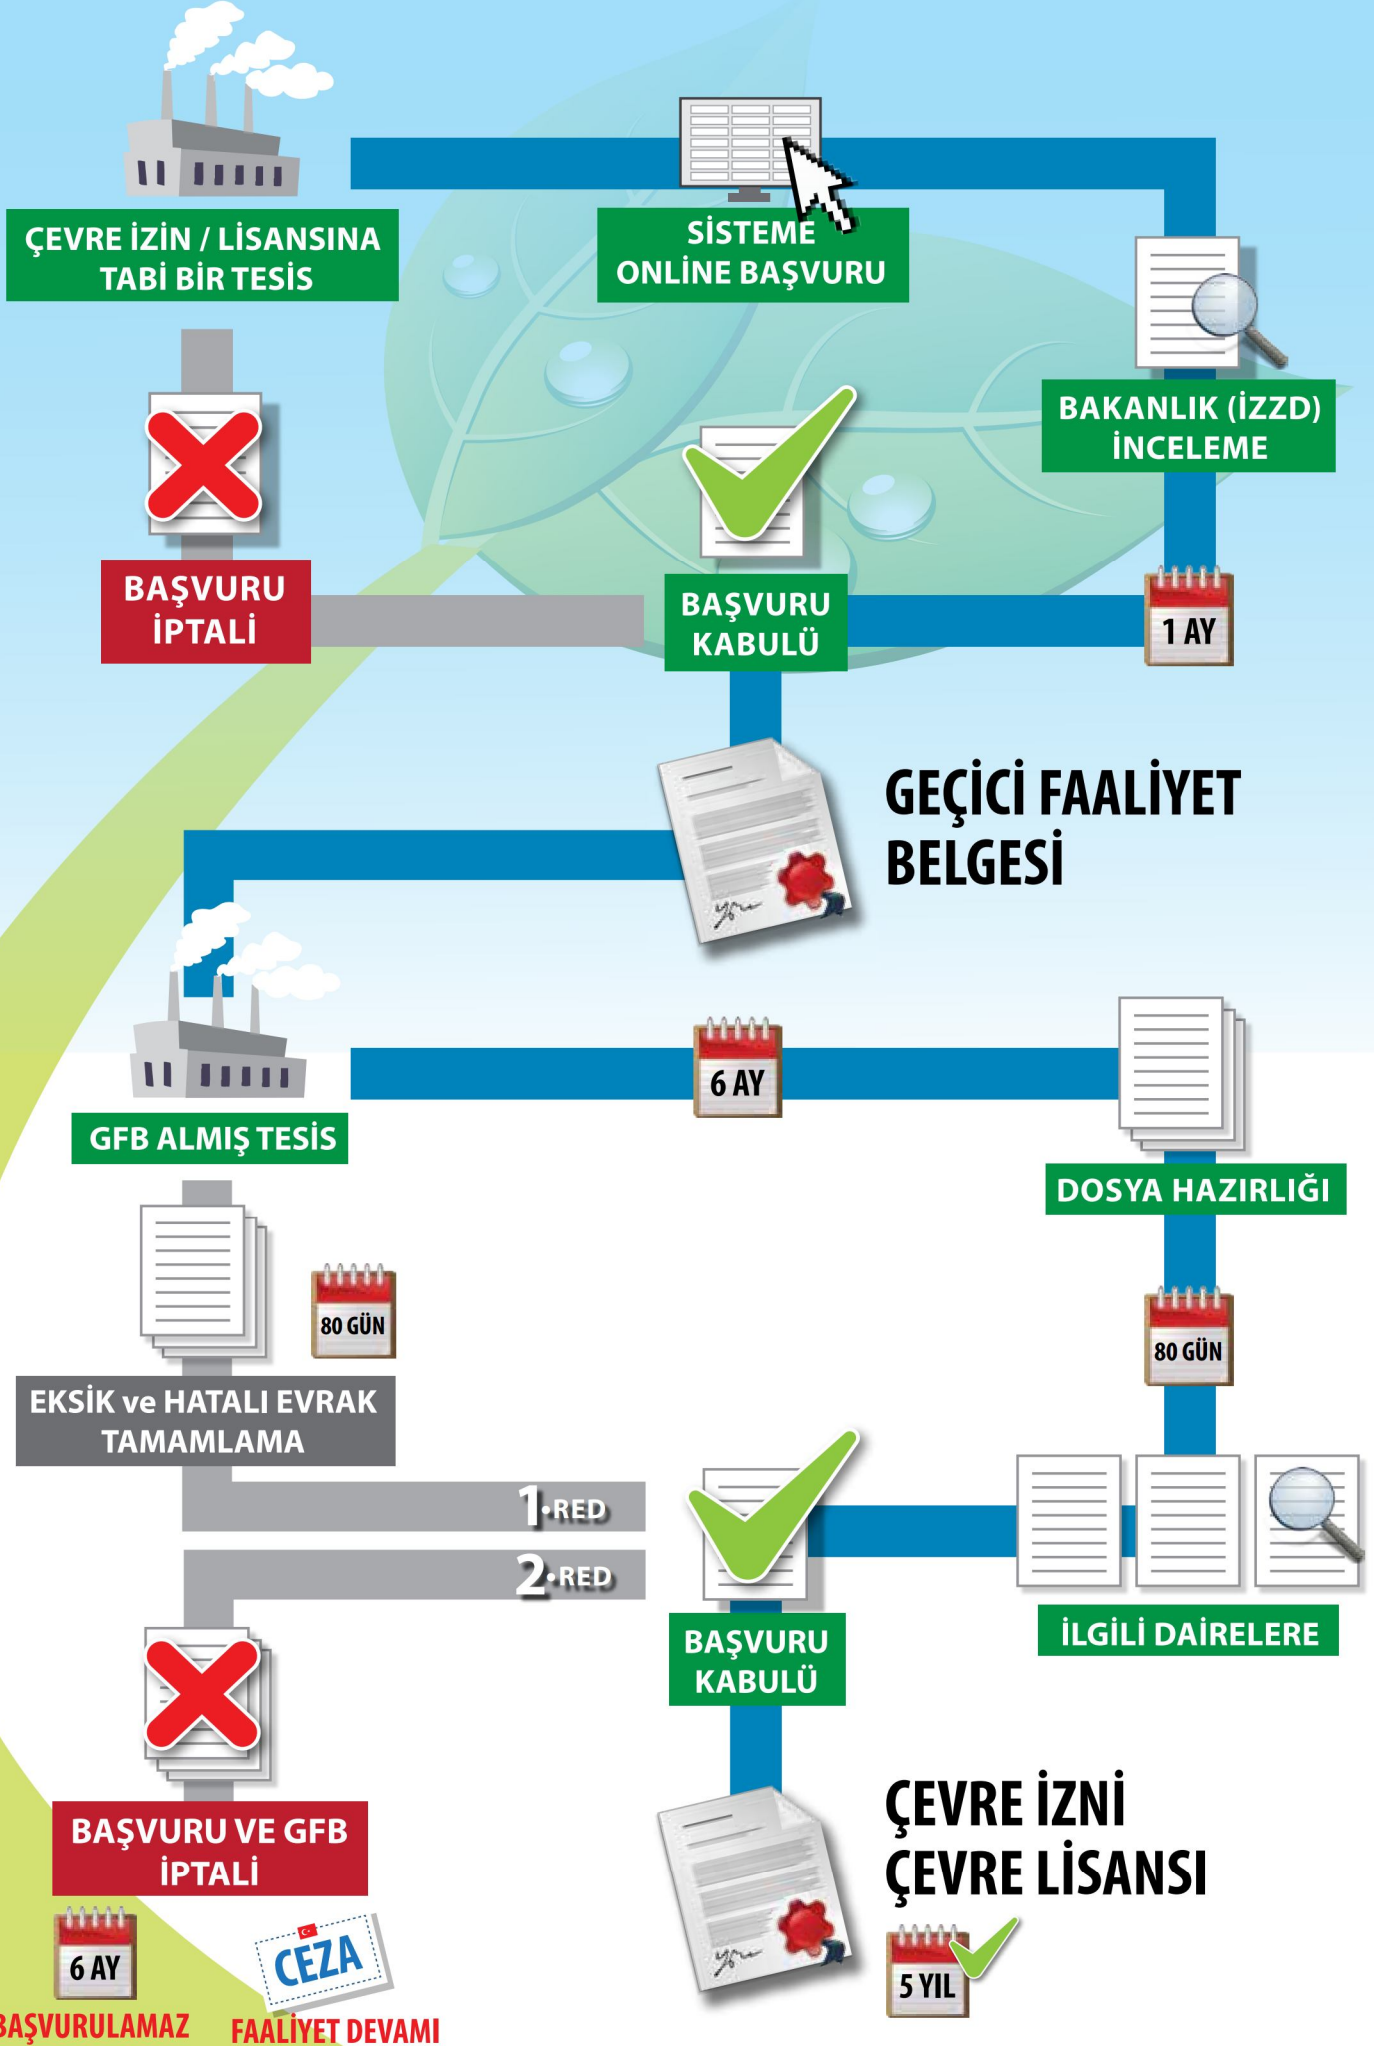 ÇEVRE İZİN / LİSANSINA
TABİ BİR TESİS
SİSTEME
ONLİNE BAŞVURU
BAKANLIK (İZZD)
İNCELEME
1 AY
BAŞVURU
KABULÜ
BAŞVURU
İPTALİ
GEÇİCİ FAALİYET
BELGESİ
GFB ALMIŞ TESİS
6 AY
DOSYA HAZIRLIĞI
80 GÜN
İLGİLİ DAİRELERE
BAŞVURU
KABULÜ
80 GÜN
EKSİK ve HATALI EVRAK
TAMAMLAMA
1.RED
2.RED
BAŞVURU VE GFB
İPTALİ
6 AY
BAŞVURULAMAZ
CEZA
FAALİYET DEVAMI
ÇEVRE İZNİ
ÇEVRE LİSANSI
5 YIL